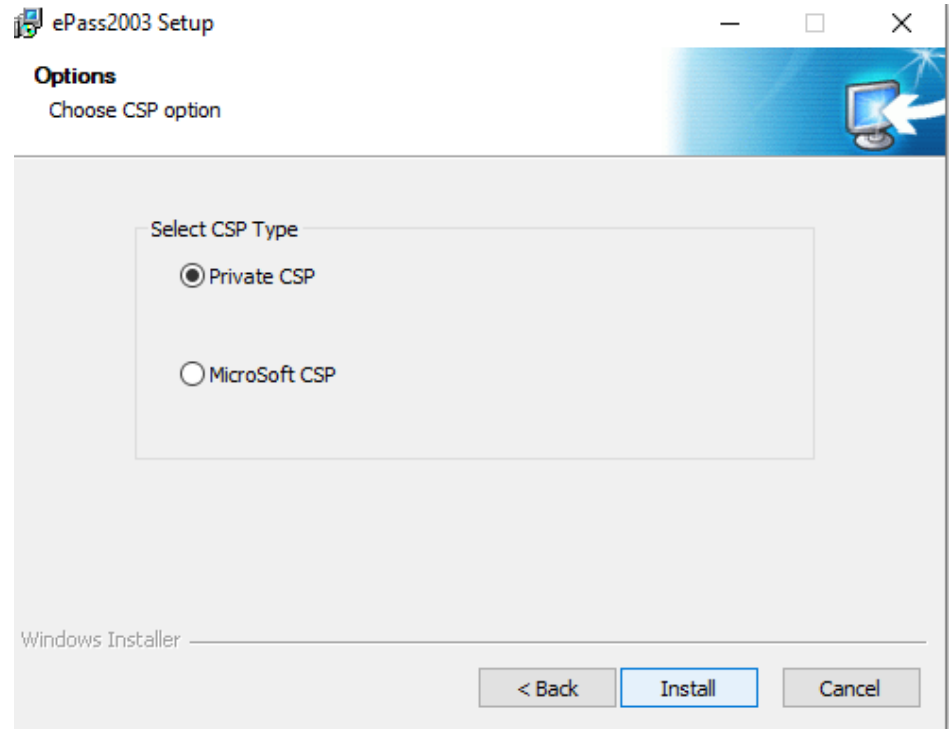 ePass2003 Setup
Options
Choose CSP option
Select CSP Type
Private CSP
MicroSoft CSP
Windows Installer
< Back
Install
Cancel